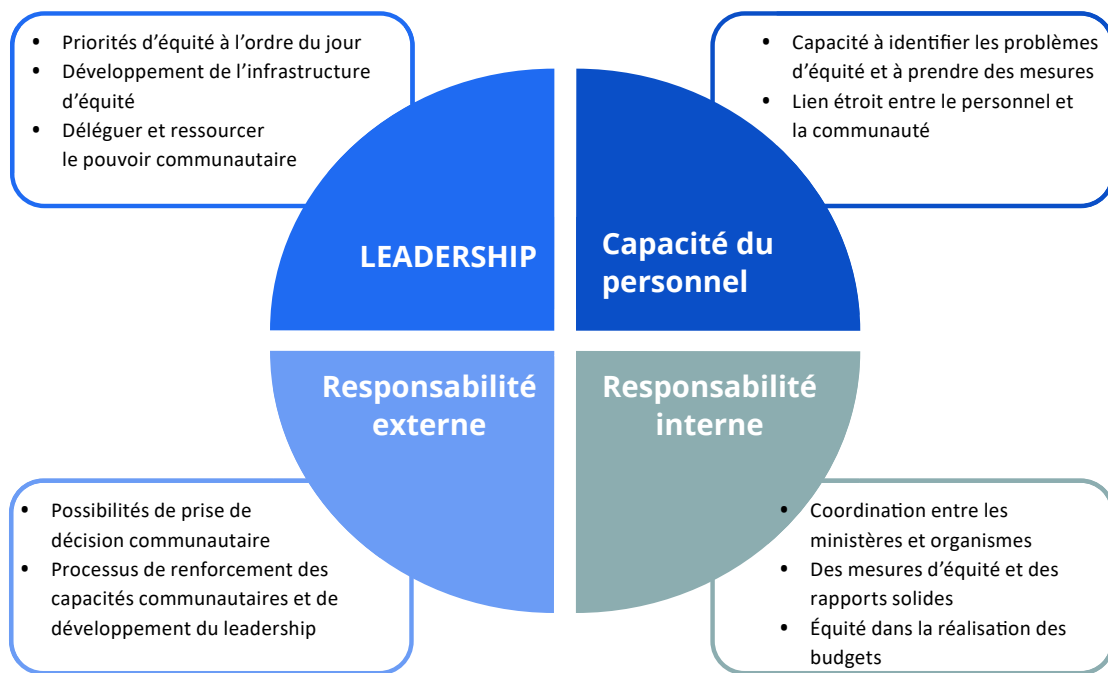 • Priorités d’équité à l’ordre du jour
• Développement de l’infrastructure
d’équité
• Déléguer et ressourcer
le pouvoir communautaire
• Capacité à identifier les problèmes
d’équité et à prendre des mesures
• Lien étroit entre le personnel et
la communauté
LEADERSHIP
Capacité du
personnel
Responsabilité
externe
Responsabilité
interne
• Possibilités de prise de
décision communautaire
• Processus de renforcement des
capacités communautaires et de
développement du leadership
• Coordination entre les
ministères et organismes
• Des mesures d’équité et des
rapports solides
• Équité dans la réalisation des
budgets